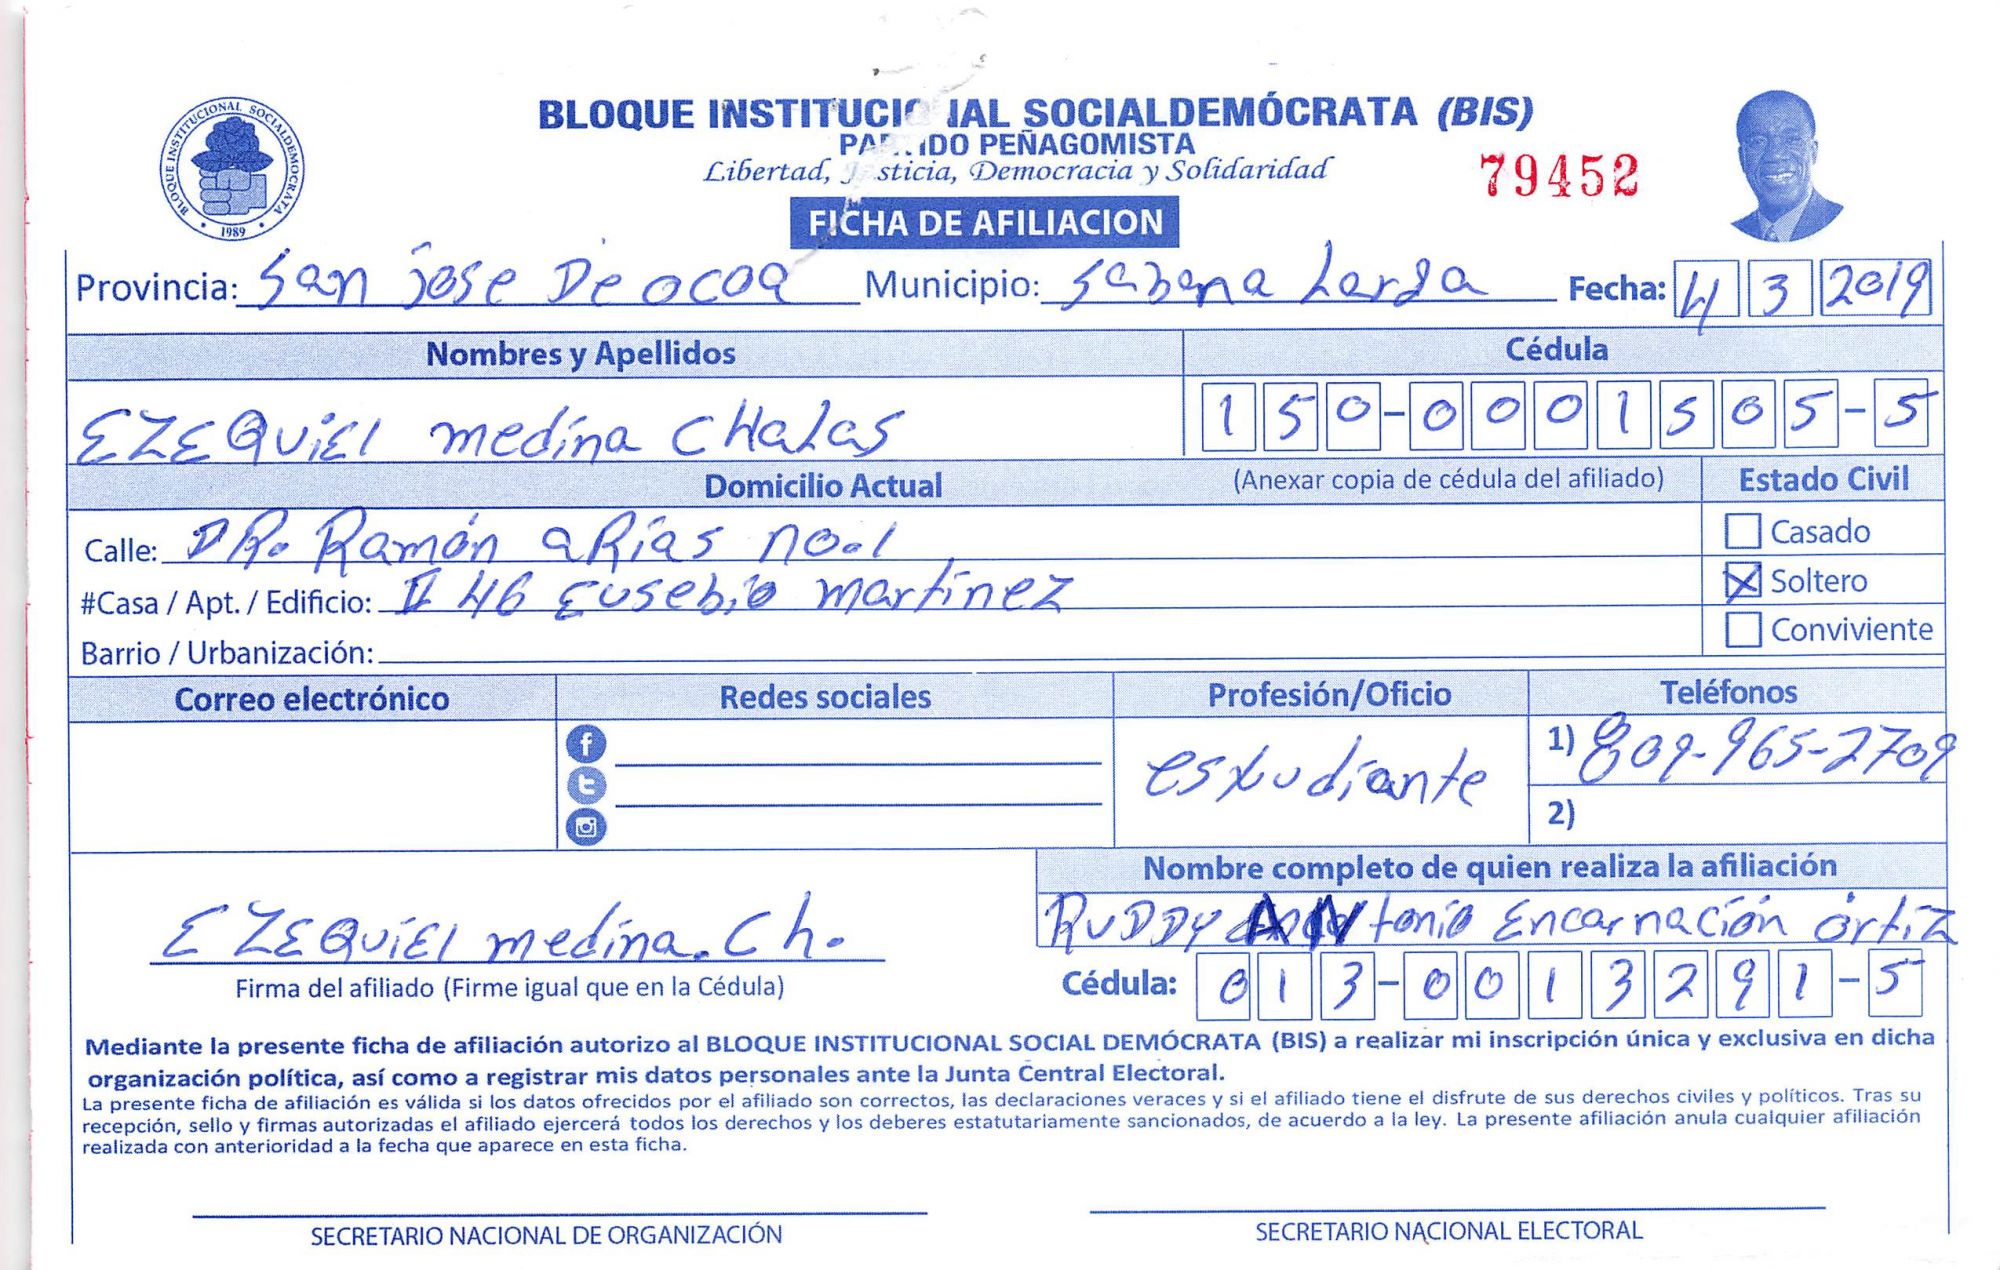 BLOQUE INSTITUCIONAL SOCIALDEMÓCRATA (BIS)
PARTIDO PEÑAGOMISTA
Libertad, Justicia, Democracia y Solidaridad
79452
FICHA DE AFILIACION
BLOQUE INSTITUCIONAL SOCIALDEMOCRATA
1989
Provincia: San jose De ocoa Municipio: Sabana Larga Fecha: 4 3 2019
Nombres y Apellidos Cédula
EZEQuiEl medina CHalas 150-0001505-5
Domicilio Actual (Anexar copia de cédula del afiliado) Estado Civil
Calle: DR. Ramón aRias no.1 Casado
#Casa / Apt. / Edificio: # 46 Eusebio martinez Soltero
Barrio / Urbanización: Conviviente
Correo electrónico Redes sociales Profesión/Oficio Teléfonos
estudiante 1) 809-965-2709
2)
Nombre completo de quien realiza la afiliación
RuDDy ANtonio Encarnación ortiz
EZEQuiEl medina. Ch.
Firma del afiliado (Firme igual que en la Cédula) Cédula: 013-0013291-5
Mediante la presente ficha de afiliación autorizo al BLOQUE INSTITUCIONAL SOCIAL DEMÓCRATA (BIS) a realizar mi inscripción única y exclusiva en dicha
organización política, así como a registrar mis datos personales ante la Junta Central Electoral.
La presente ficha de afiliación es válida si los datos ofrecidos por el afiliado son correctos, las declaraciones veraces y si el afiliado tiene el disfrute de sus derechos civiles y políticos. Tras su
recepción, sello y firmas autorizadas el afiliado ejercerá todos los derechos y los deberes estatutariamente sancionados, de acuerdo a la ley. La presente afiliación anula cualquier afiliación
realizada con anterioridad a la fecha que aparece en esta ficha.
SECRETARIO NACIONAL DE ORGANIZACIÓN SECRETARIO NACIONAL ELECTORAL